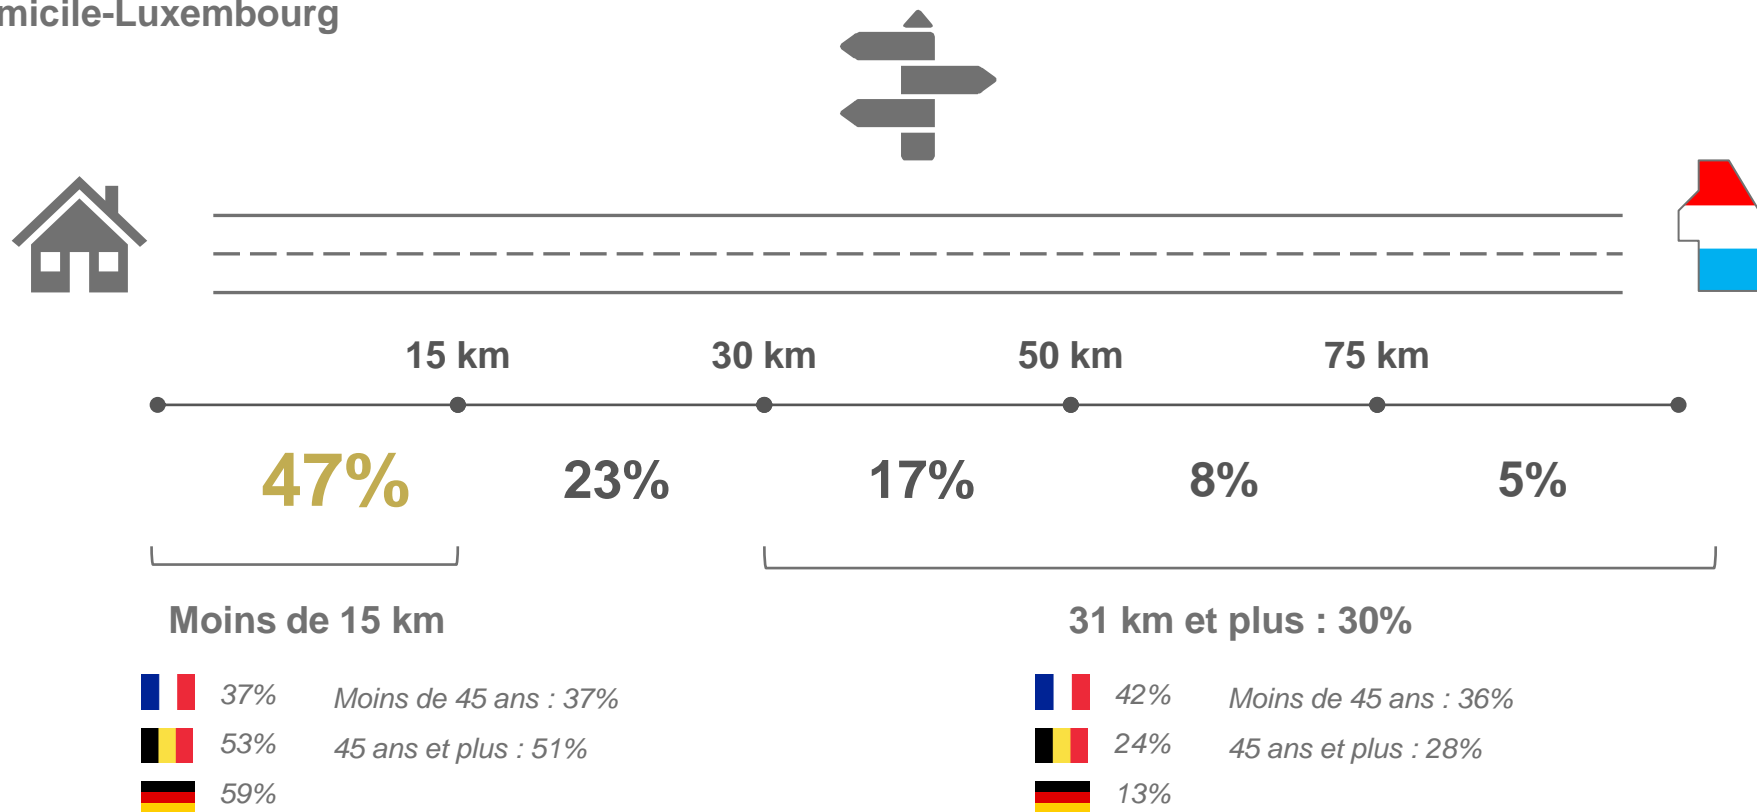 micile-Luxembourg
15 km 30 km 50 km 75 km
47% 23% 17% 8% 5%
Moins de 15 km
31 km et plus : 30%
37% Moins de 45 ans : 37%
53% 45 ans et plus : 51%
59%
42% Moins de 45 ans : 36%
24% 45 ans et plus : 28%
13%